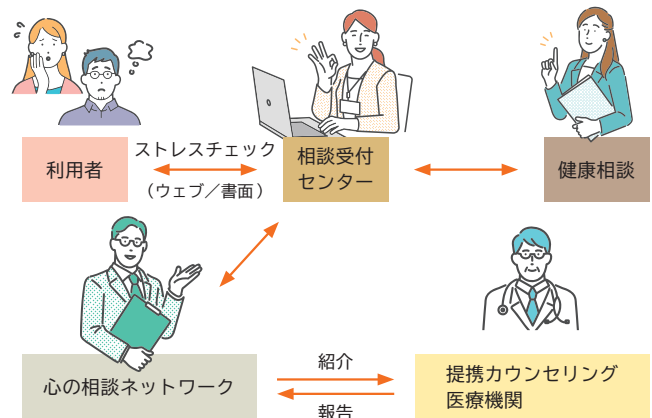 利用者
ストレスチェック
（ウェブ／書面）
相談受付
センター
健康相談
心の相談ネットワーク
紹介
報告
提携カウンセリング
医療機関